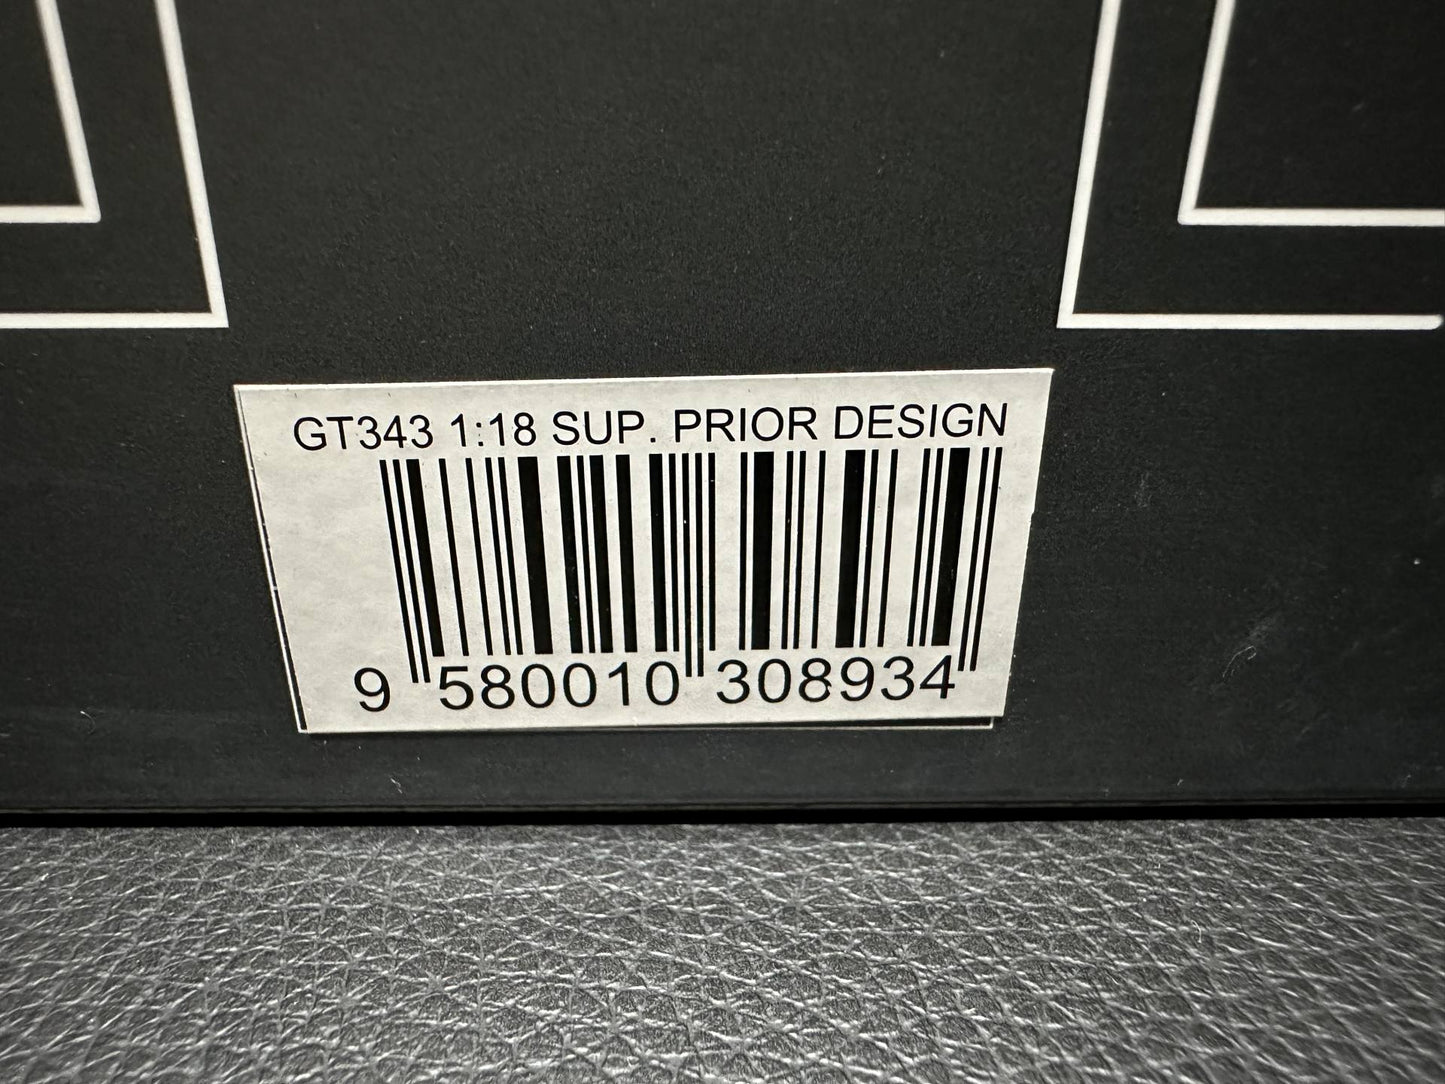 GT343 1:18 SUP. PRIOR DESIGN
9 580010 308934